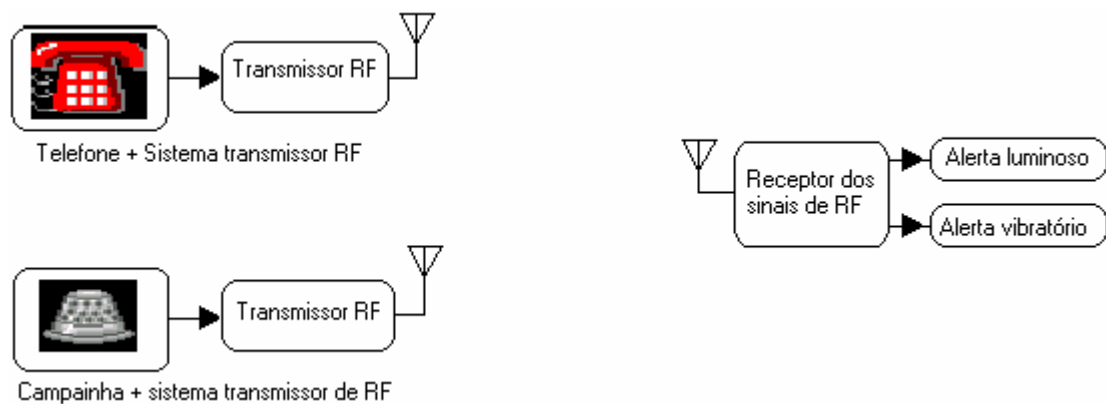 Transmissor RF
Telefone + Sistema transmissor RF
Receptor dos
sinais de RF
Alerta luminoso
Alerta vibratório
Transmissor RF
Campainha + sistema transmissor de RF